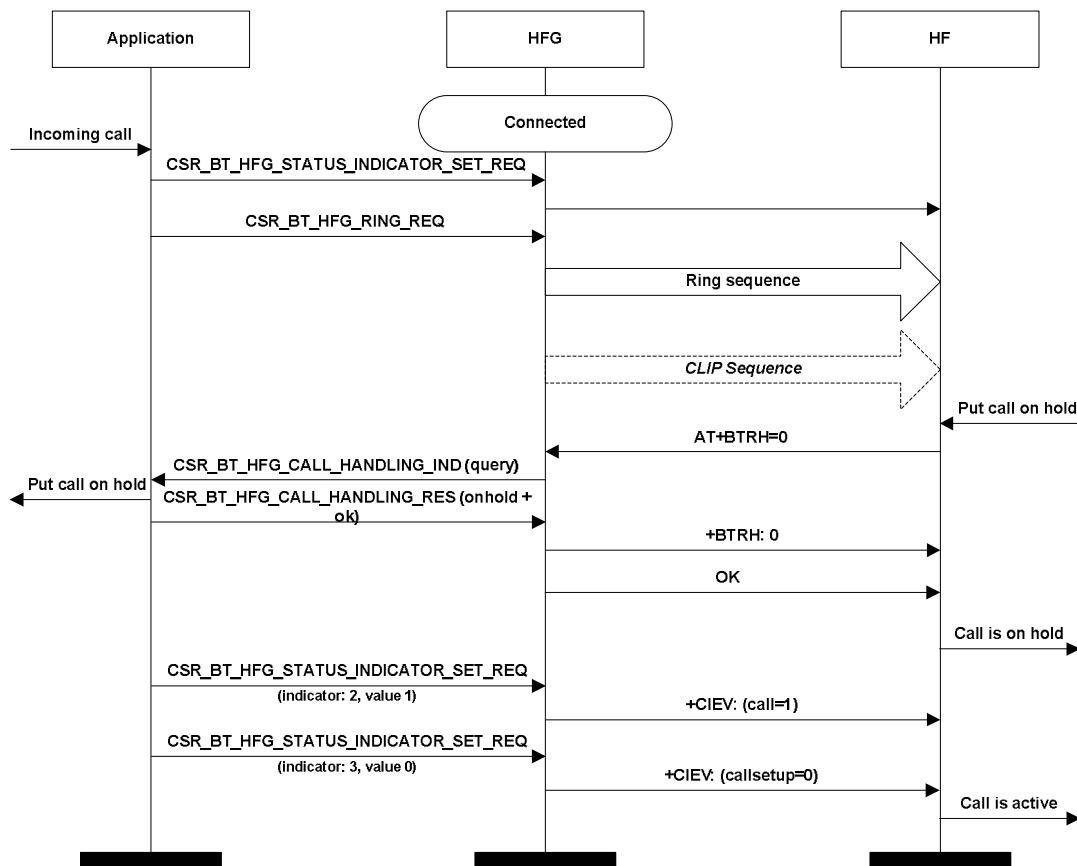 Application
HFG
HF
Connected
Incoming call
CSR_BT_HFG_STATUS_INDICATOR_SET_REQ
CSR_BT_HFG_RING_REQ
Ring sequence
CLIP Sequence
Put call on hold
AT+BTRH=0
CSR_BT_HFG_CALL_HANDLING_IND (query)
Put call on hold
CSR_BT_HFG_CALL_HANDLING_RES (onhold +
ok)
+BTRH: 0
OK
Call is on hold
CSR_BT_HFG_STATUS_INDICATOR_SET_REQ
(indicator: 2, value 1)
+CIEV: (call=1)
CSR_BT_HFG_STATUS_INDICATOR_SET_REQ
(indicator: 3, value 0)
+CIEV: (callsetup=0)
Call is active